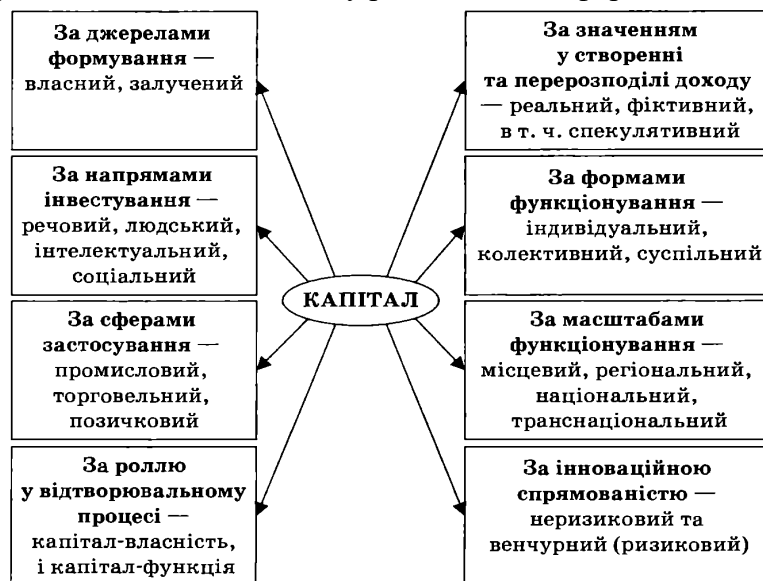 За джерелами
формування —
власний, залучений
За значенням
у створенні
та перерозподілі доходу
— реальний, фіктивний,
в т. ч. спекулятивний
За напрямами
інвестування —
речовий, людський,
інтелектуальний,
соціальний
За формами
функціонування —
індивідуальний,
колективний, суспільний
КАПІТАЛ
За сферами
застосування —
промисловий,
торговельний,
позичковий
За масштабами
функціонування —
місцевий, регіональний,
національний,
транснаціональний
За роллю
у відтворювальному
процесі —
капітал-власність,
і капітал-функція
За інноваційною
спрямованістю —
неризиковий та
венчурний (ризиковий)